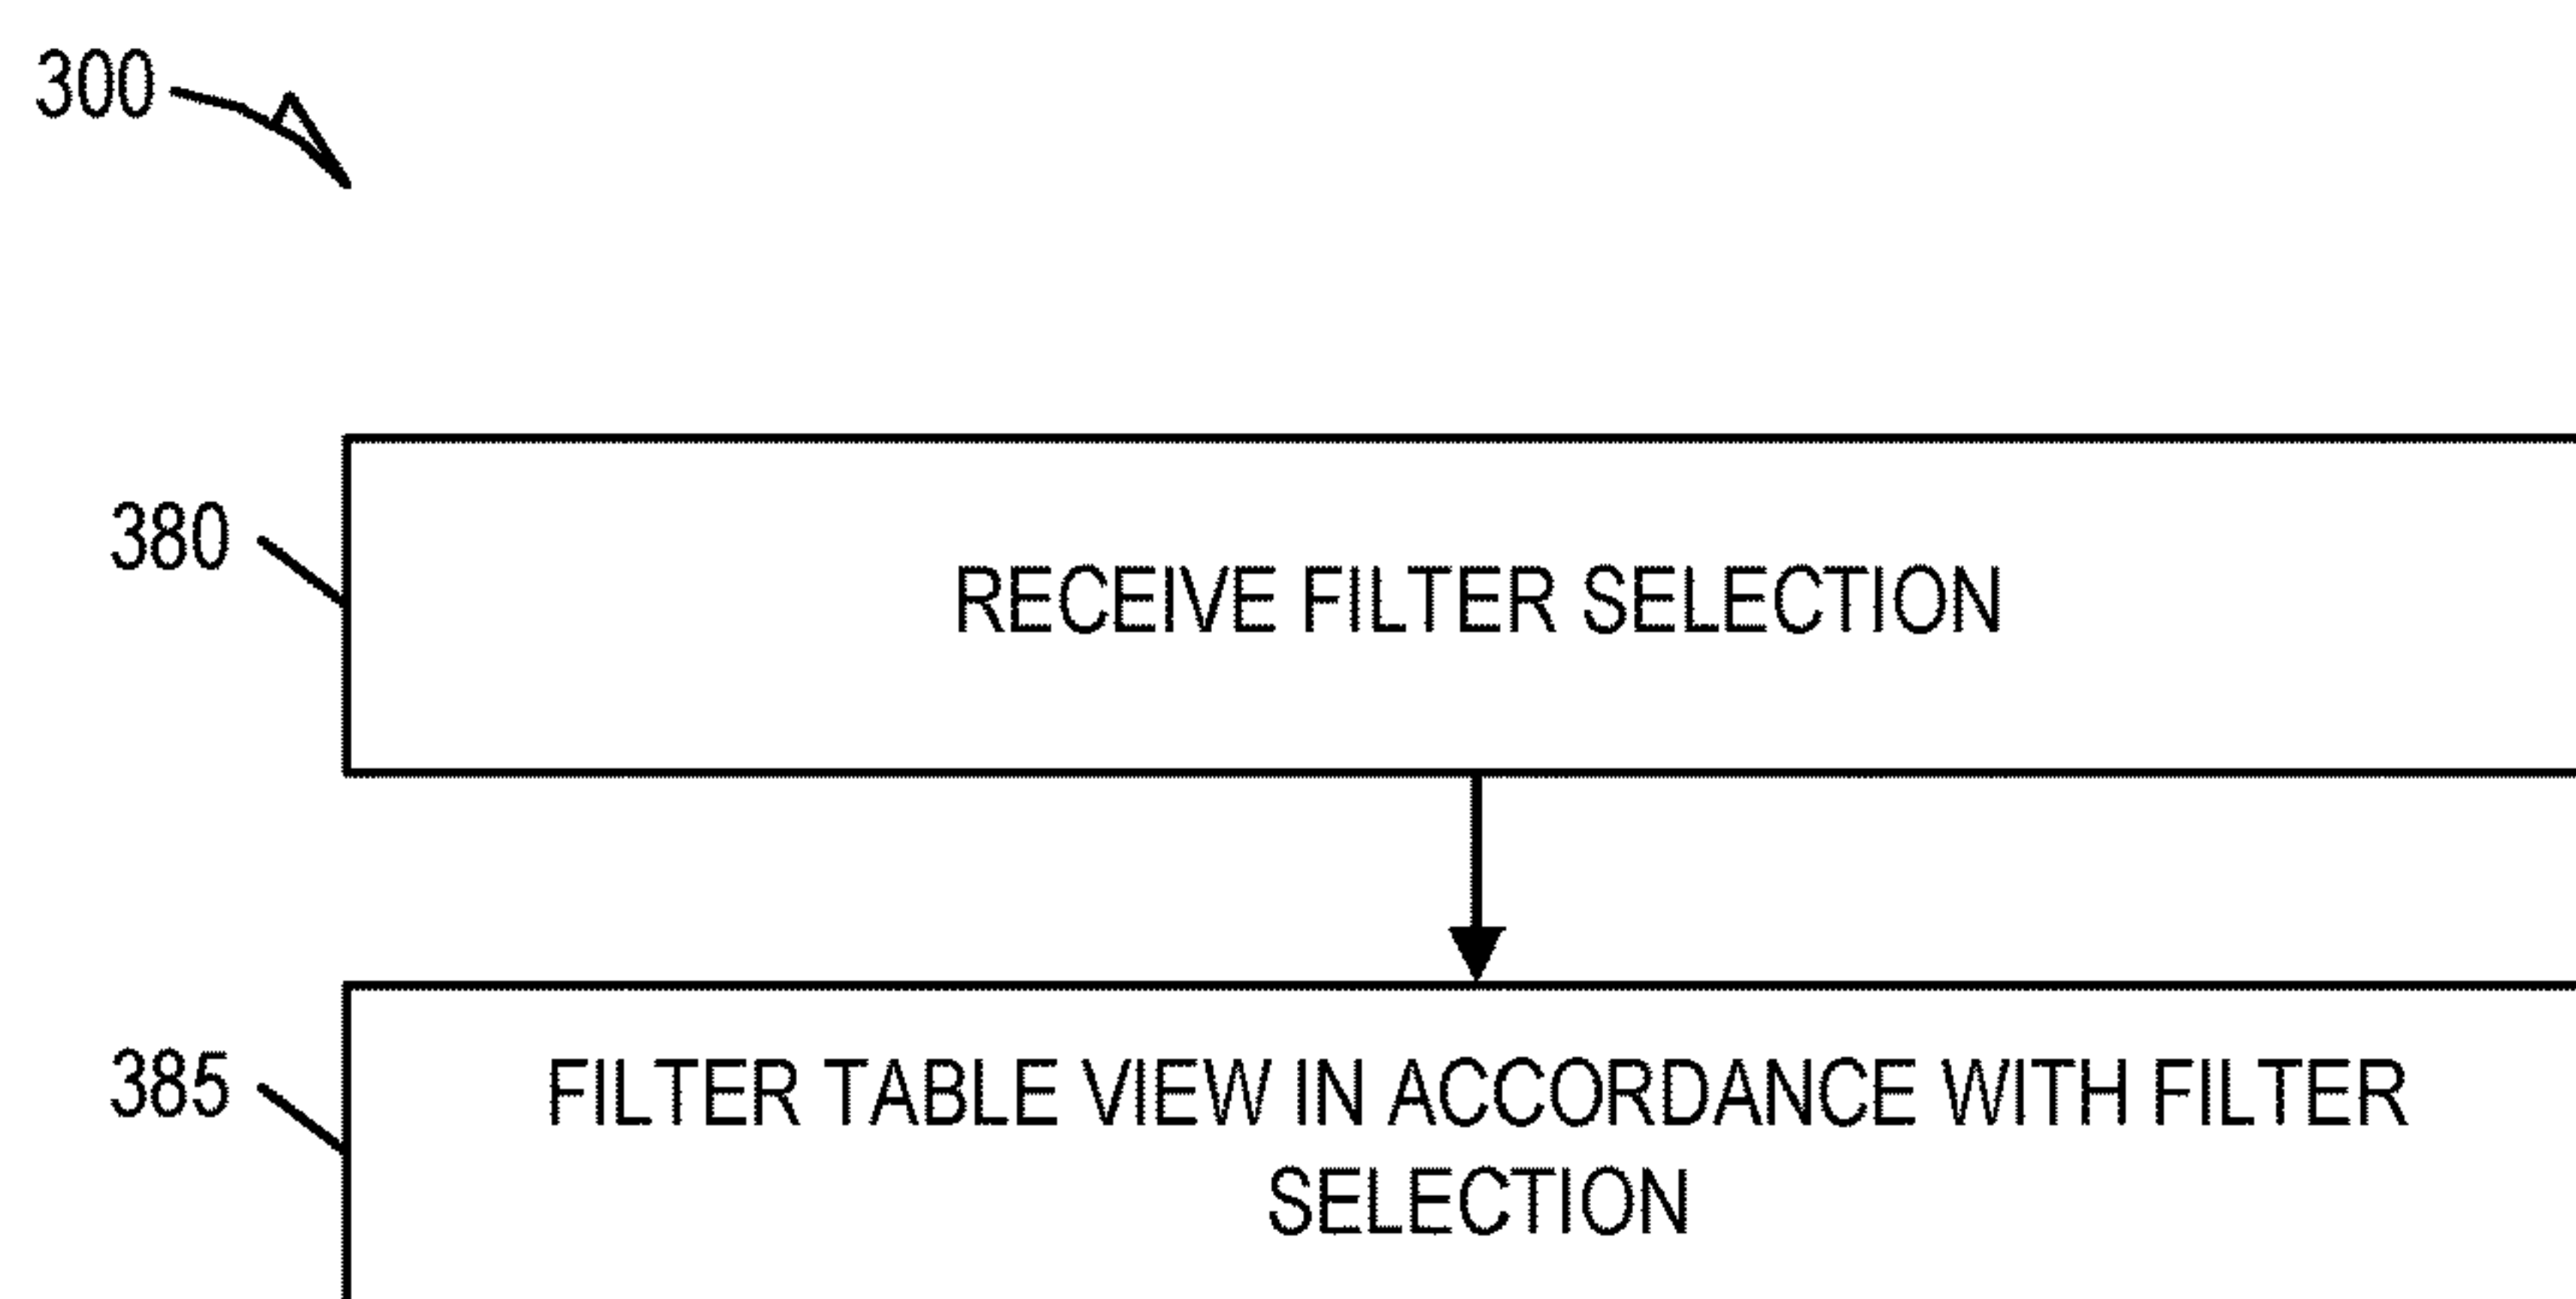 300
380
RECEIVE FILTER SELECTION
385
FILTER TABLE VIEW IN ACCORDANCE WITH FILTER
SELECTION